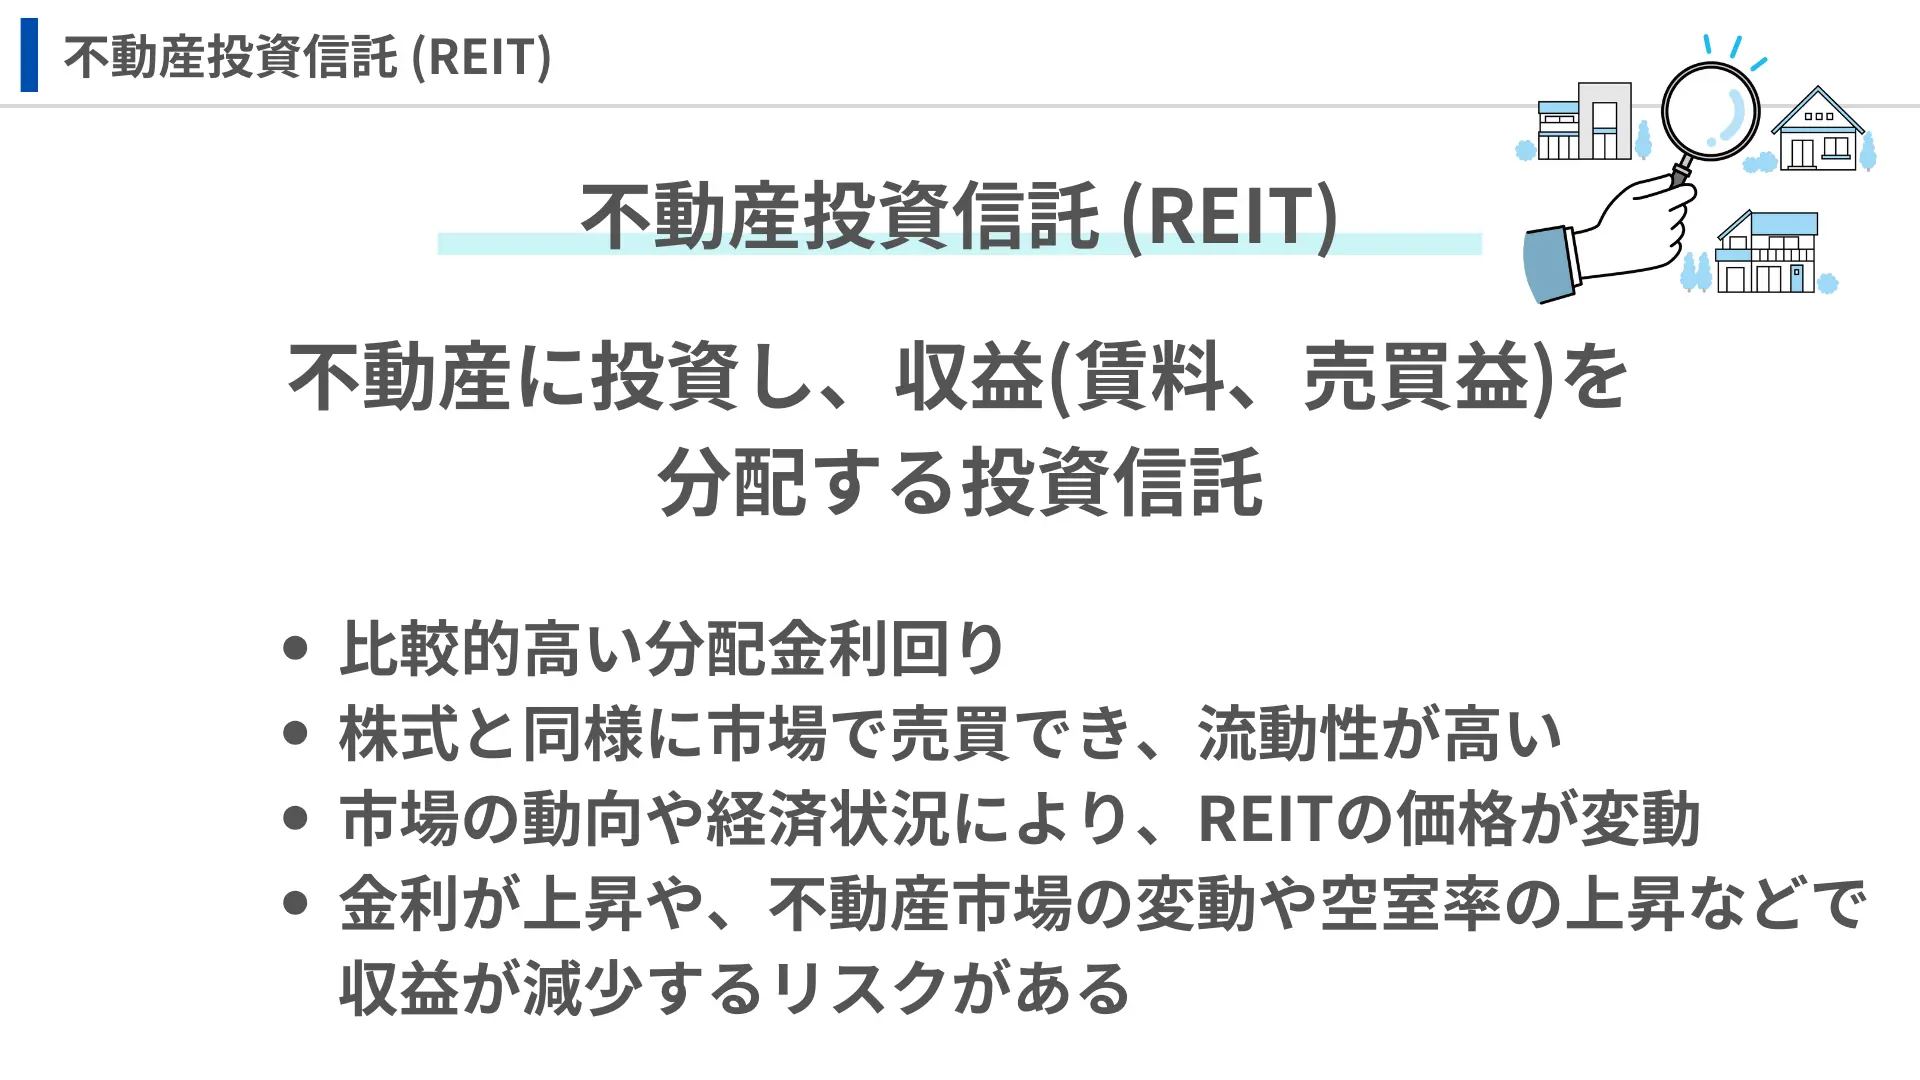 不動産投資信託 (REIT)
不動産投資信託 (REIT)
不動産に投資し、収益(賃料、売買益)を
分配する投資信託
• 比較的高い分配金利回り
• 株式と同様に市場で売買でき、流動性が高い
• 市場の動向や経済状況により、REITの価格が変動
• 金利が上昇や、不動産市場の変動や空室率の上昇などで
収益が減少するリスクがある